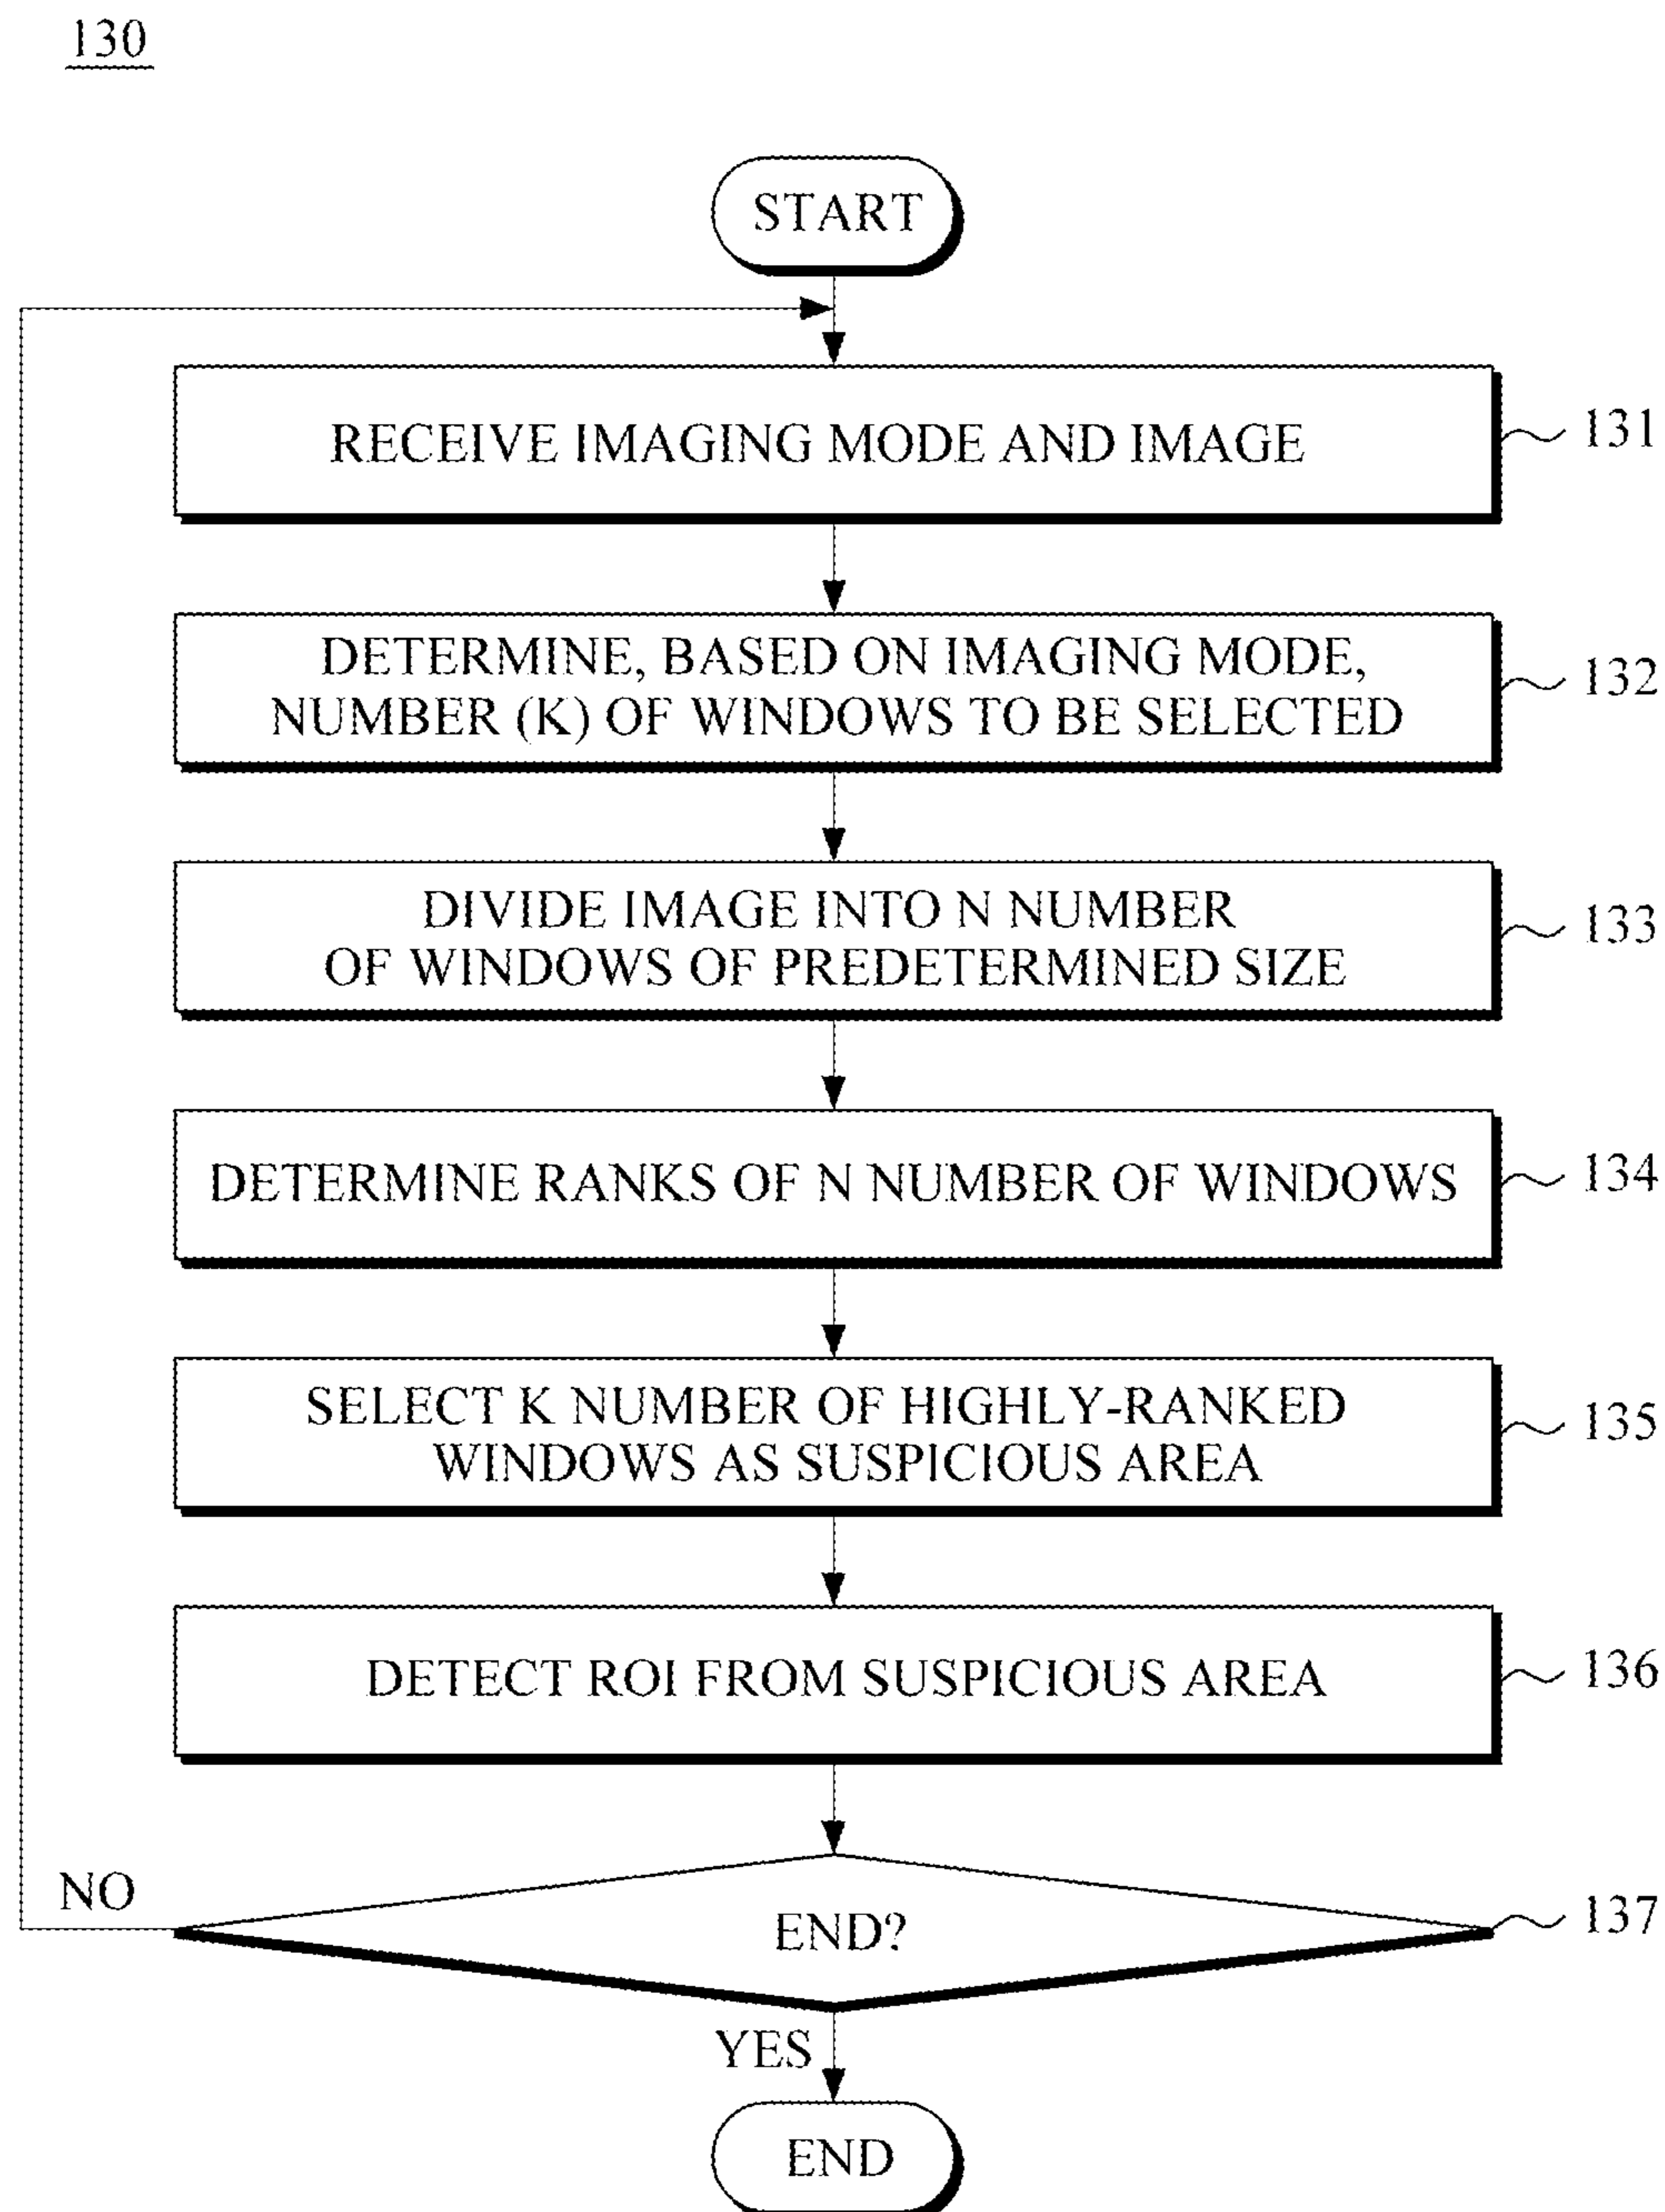 130
START
RECEIVE IMAGING MODE AND IMAGE
131
DETERMINE, BASED ON IMAGING MODE,
NUMBER (K) OF WINDOWS TO BE SELECTED
132
DIVIDE IMAGE INTO N NUMBER
OF WINDOWS OF PREDETERMINED SIZE
133
DETERMINE RANKS OF N NUMBER OF WINDOWS
134
SELECT K NUMBER OF HIGHLY-RANKED
WINDOWS AS SUSPICIOUS AREA
135
DETECT ROI FROM SUSPICIOUS AREA
136
NO
END?
137
YES
END